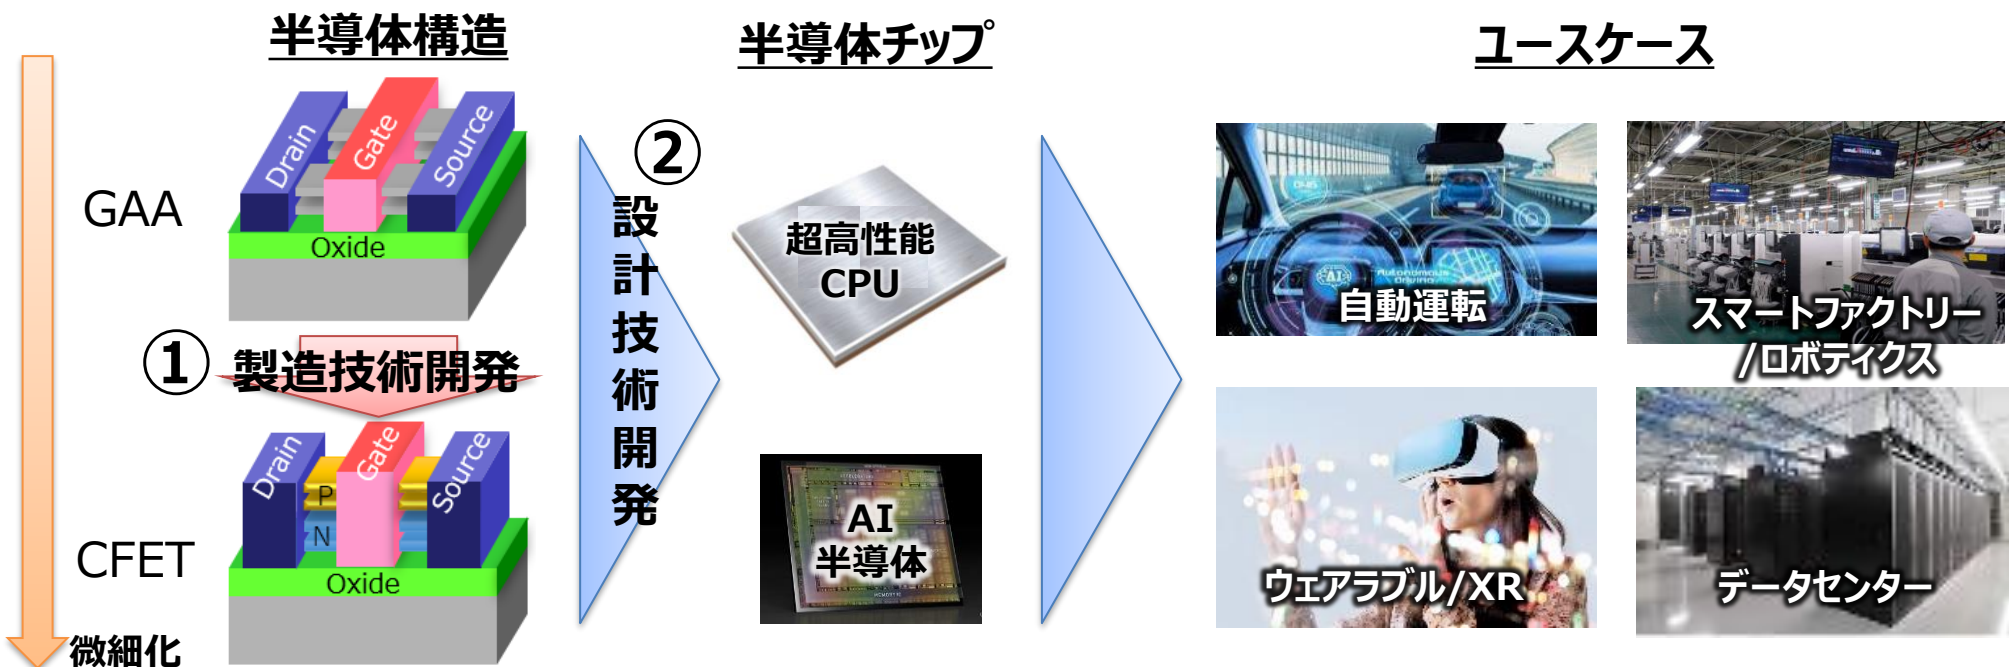 半導体構造
半導体チップ
ユースケース
GAA
Drain
Gate
Source
Oxide
①
製造技術開発
CFET
Drain
Gate
Source
P
N
Oxide
微細化
②
設計技術開発
超高性能
CPU
AI
半導体
AI
Autonomous
自動運転
スマートファクトリー
/ロボティクス
ウェアラブル/XR
データセンター